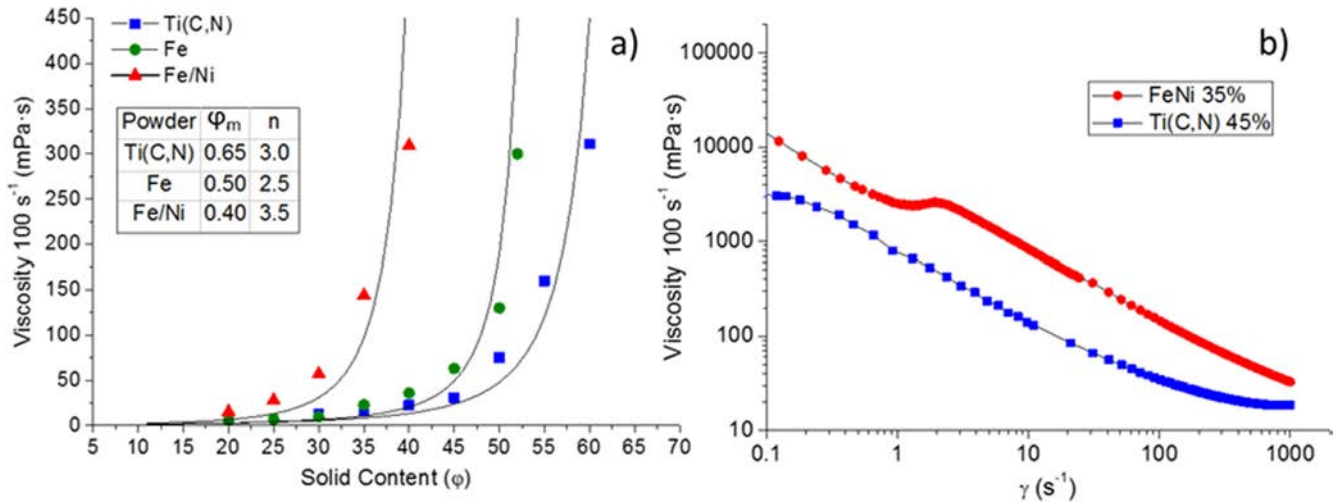 450
400
350
300
250
200
150
100
50
0
Viscosity 100 s⁻¹ (mPa·s)
Ti(C,N)
Fe
Fe/Ni
a)
Powder φm n
Ti(C,N) 0.65 3.0
Fe 0.50 2.5
Fe/Ni 0.40 3.5
5 10 15 20 25 30 35 40 45 50 55 60 65 70
Solid Content (φ)
100000
10000
1000
100
10
Viscosity 100 s⁻¹ (mPa·s)
b)
FeNi 35%
Ti(C,N) 45%
0.1 1 10 100 1000
γ (s⁻¹)